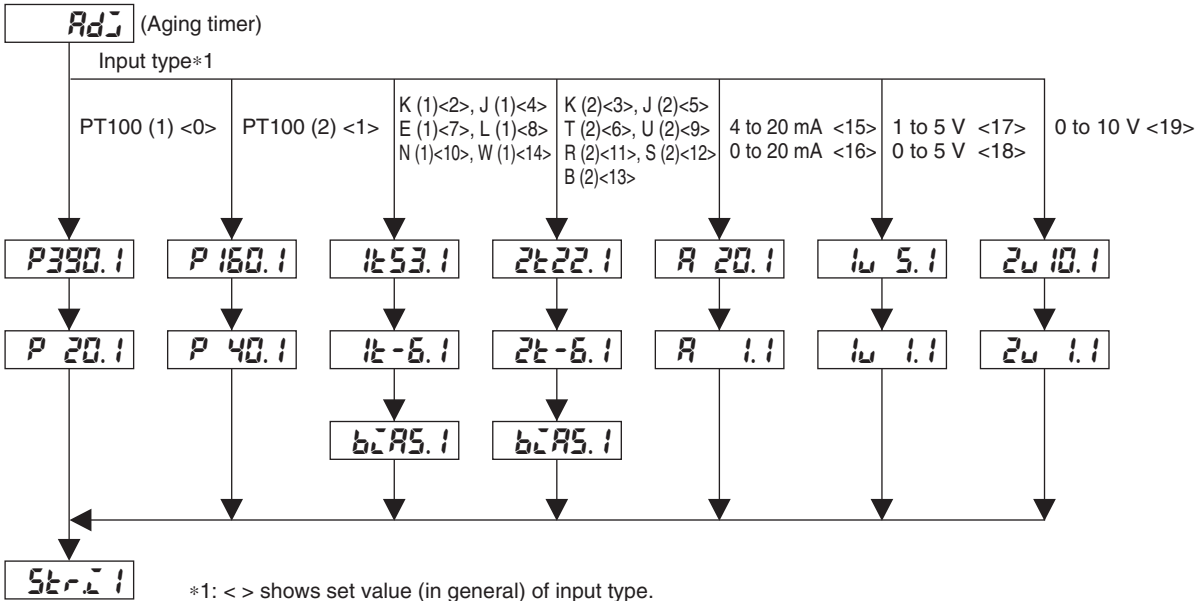 AdJ (Aging timer)
Input type*1
PT100 (1) <0>
PT100 (2) <1>
K (1)<2>, J (1)<4>
E (1)<7>, L (1)<8>
N (1)<10>, W (1)<14>
K (2)<3>, J (2)<5>
T (2)<6>, U (2)<9>
R (2)<11>, S (2)<12>
B (2)<13>
4 to 20 mA <15>
0 to 20 mA <16>
1 to 5 V <17>
0 to 5 V <18>
0 to 10 V <19>
P390.1
P160.1
1t53.1
2t22.1
A 20.1
1v 5.1
2v10.1
P 20.1
P 40.1
1t-6.1
2t-6.1
A 1.1
1v 1.1
2v 1.1
biAS.1
biAS.1
Str.i 1
*1: < > shows set value (in general) of input type.